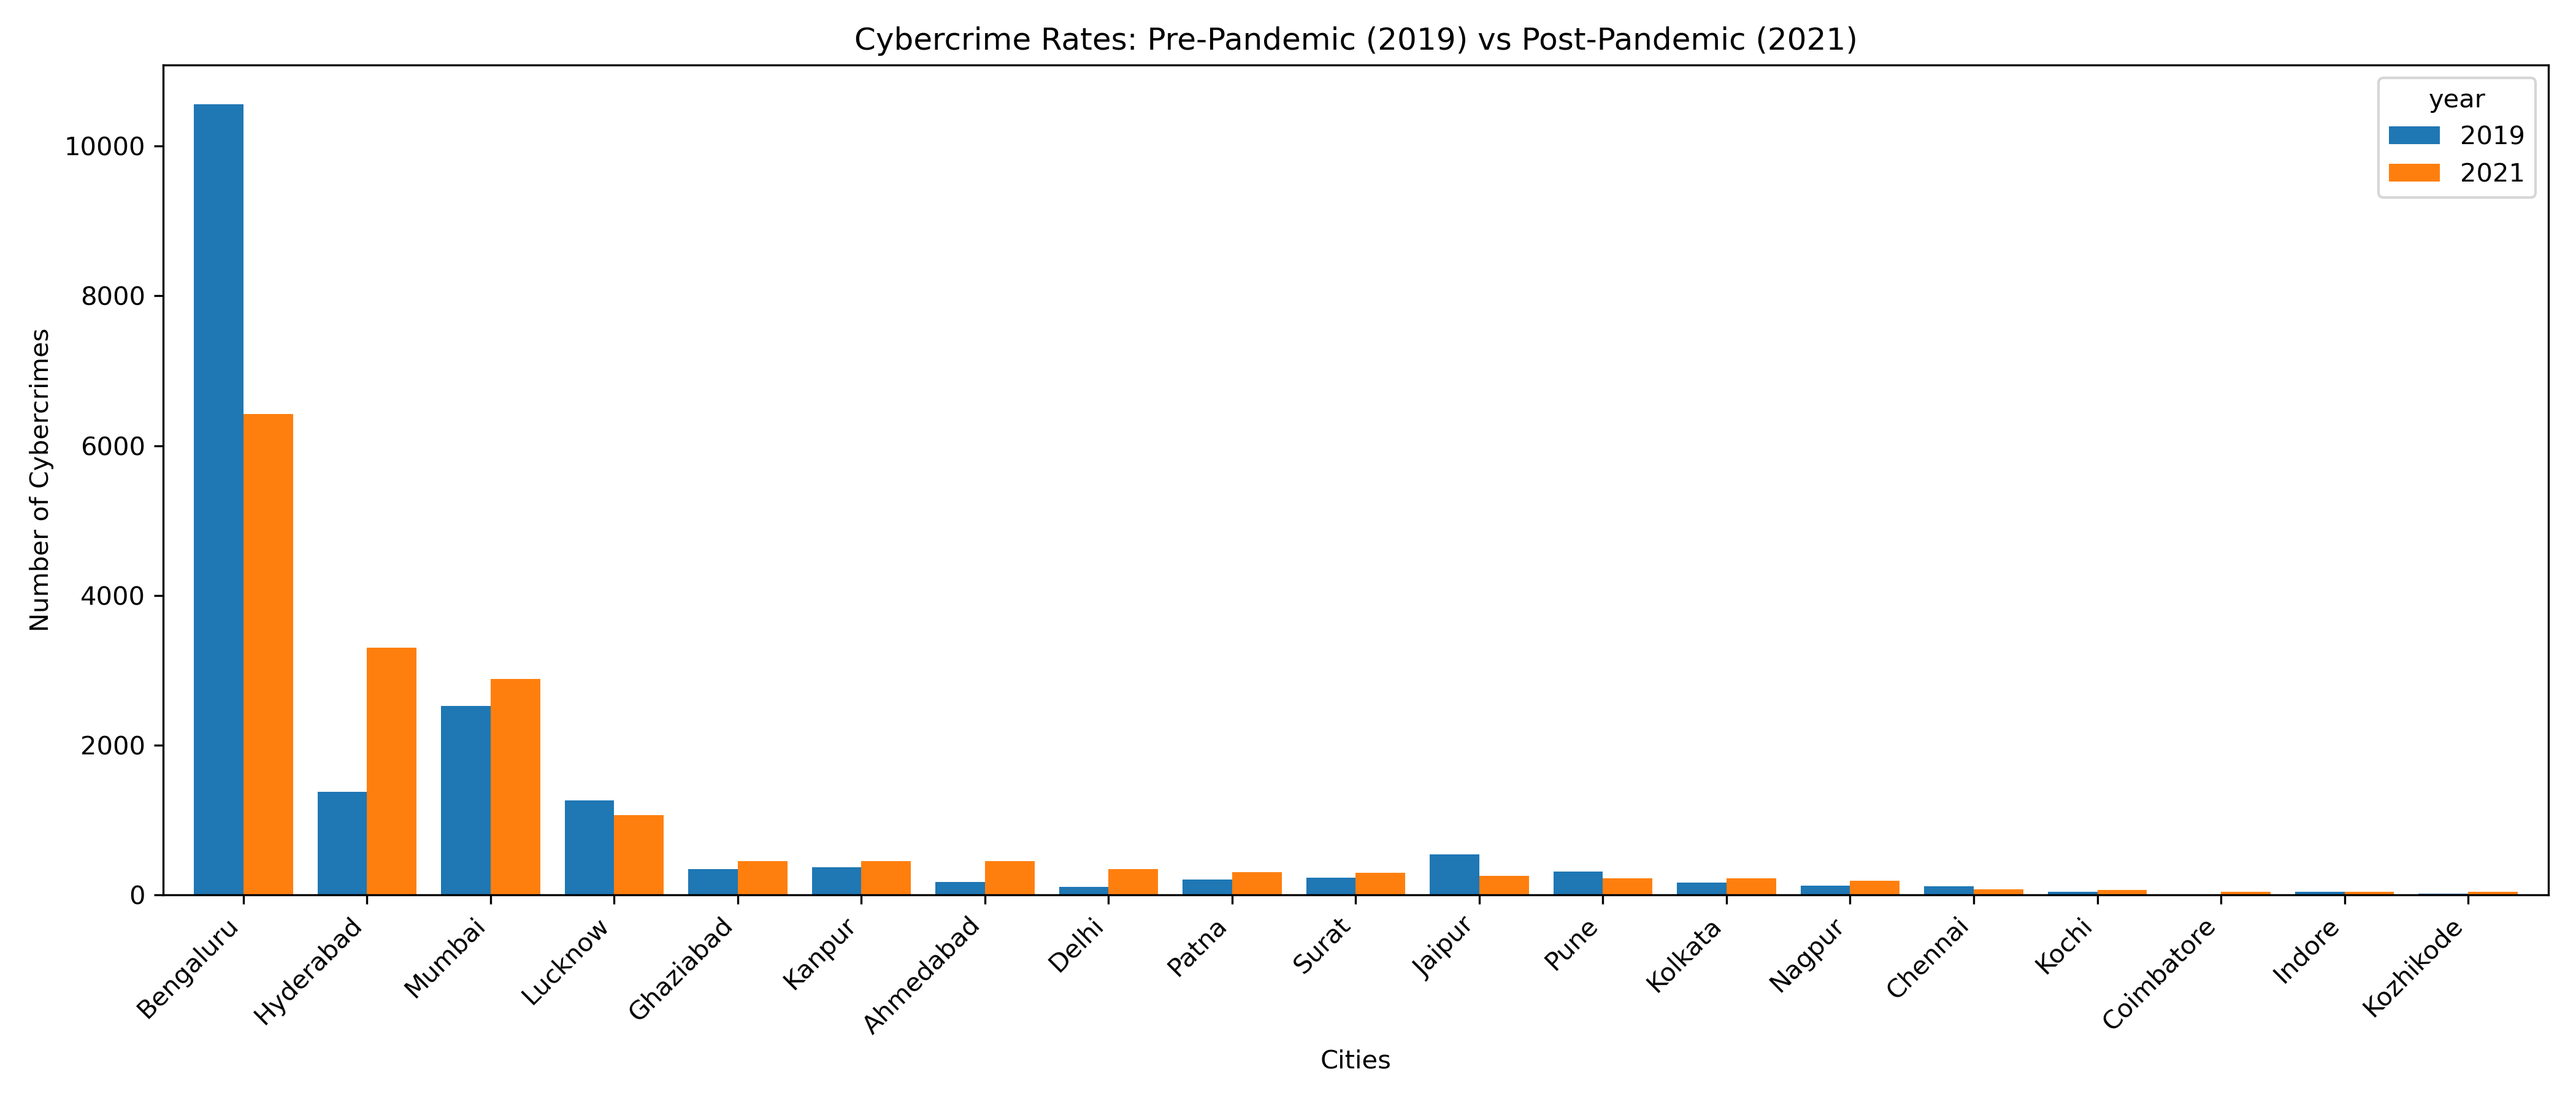 Cybercrime Rates: Pre-Pandemic (2019) vs Post-Pandemic (2021)
year
2019
2021
Number of Cybercrimes
10000
8000
6000
4000
2000
0
Bengaluru
Hyderabad
Mumbai
Lucknow
Ghaziabad
Kanpur
Ahmedabad
Delhi
Patna
Surat
Jaipur
Pune
Kolkata
Nagpur
Chennai
Kochi
Coimbatore
Indore
Kozhikode
Cities